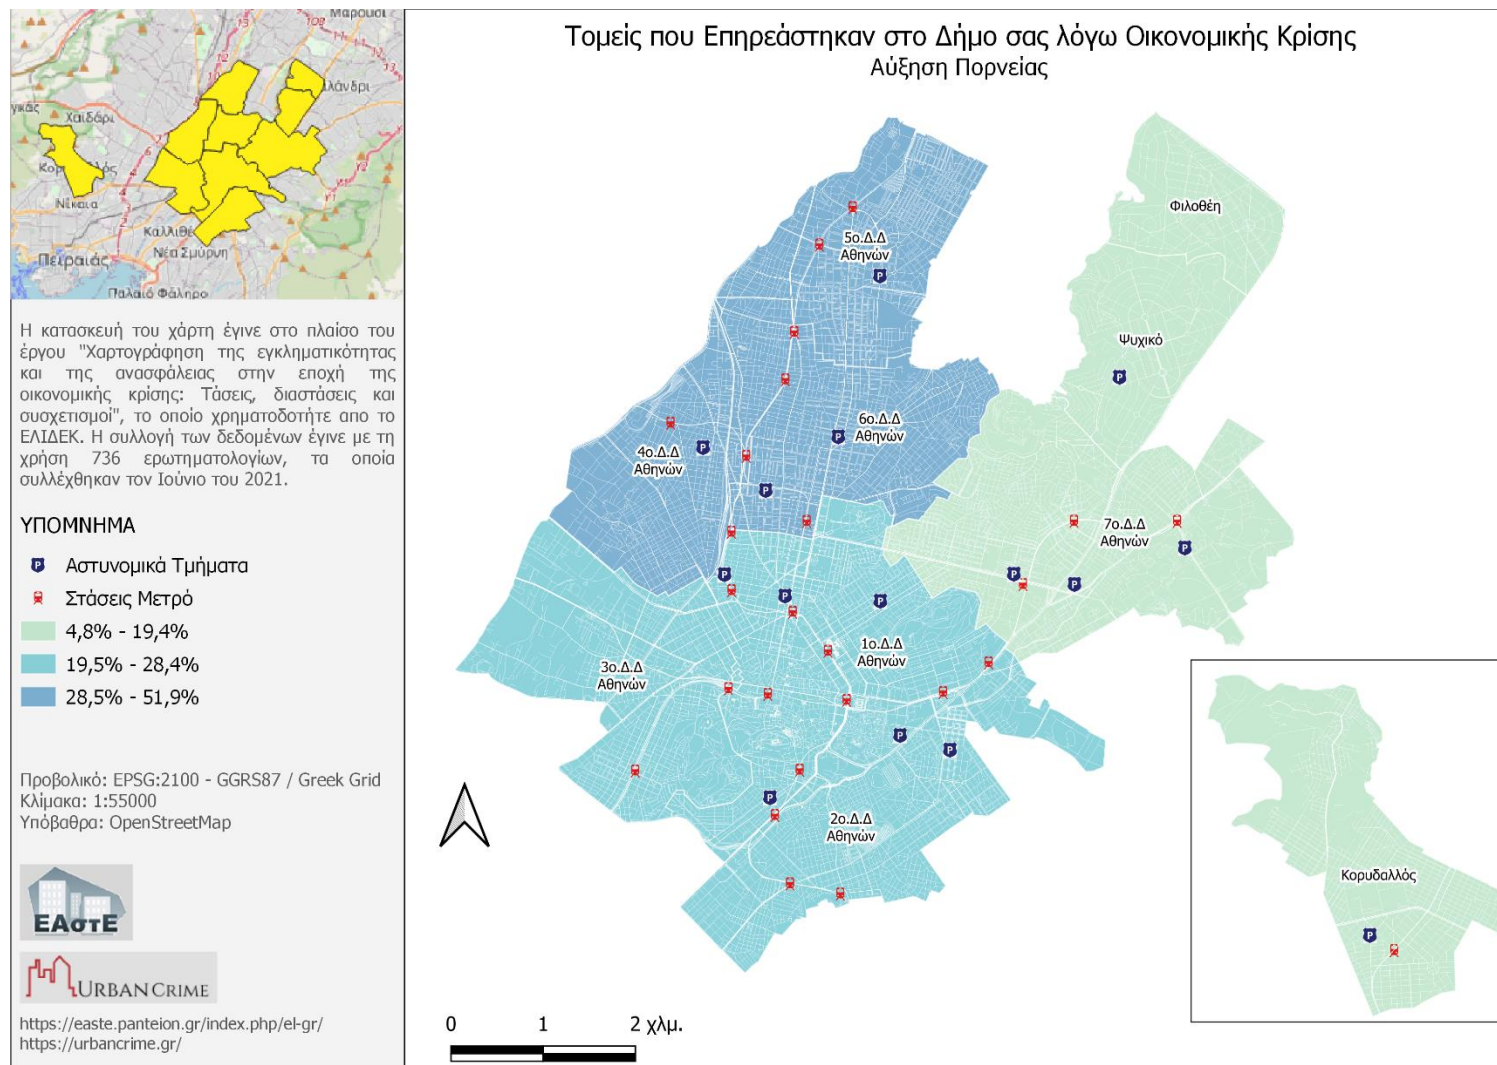 Τομείς που Επηρεάστηκαν στο Δήμο σας λόγω Οικονομικής Κρίσης
Αύξηση Πορνείας
Μαρούσι
Χαϊδάρι
Νίκαια
Καλλιθέ
Νέα Σμύρνη
Πειραιάς
Παλαιό Φάληρο
Η κατασκευή του χάρτη έγινε στο πλαίσο του
έργου "Χαρτογράφηση της εγκληματικότητας
και της ανασφάλειας στην εποχή της
οικονομικής κρίσης: Τάσεις, διαστάσεις και
συσχετισμοί", το οποίο χρηματοδοτήτε απο το
ΕΛΙΔΕΚ. Η συλλογή των δεδομένων έγινε με τη
χρήση 736 ερωτηματολογίων, τα οποία
συλλέχθηκαν τον Ιούνιο του 2021.
ΥΠΟΜΝΗΜΑ
Αστυνομικά Τμήματα
Στάσεις Μετρό
4,8% - 19,4%
19,5% - 28,4%
28,5% - 51,9%
Προβολικό: EPSG:2100 - GGRS87 / Greek Grid
Κλίμακα: 1:55000
Υπόβαθρα: OpenStreetMap
ΕΑστΕ
URBANCRIME
https://easte.panteion.gr/index.php/el-gr/
https://urbancrime.gr/
Φιλοθέη
5ο.Δ.Δ
Αθηνών
Ψυχικό
6ο.Δ.Δ
Αθηνών
4ο.Δ.Δ
Αθηνών
7ο.Δ.Δ
Αθηνών
1ο.Δ.Δ
Αθηνών
3ο.Δ.Δ
Αθηνών
2ο.Δ.Δ
Αθηνών
Κορυδαλλός
0 1 2 χλμ.